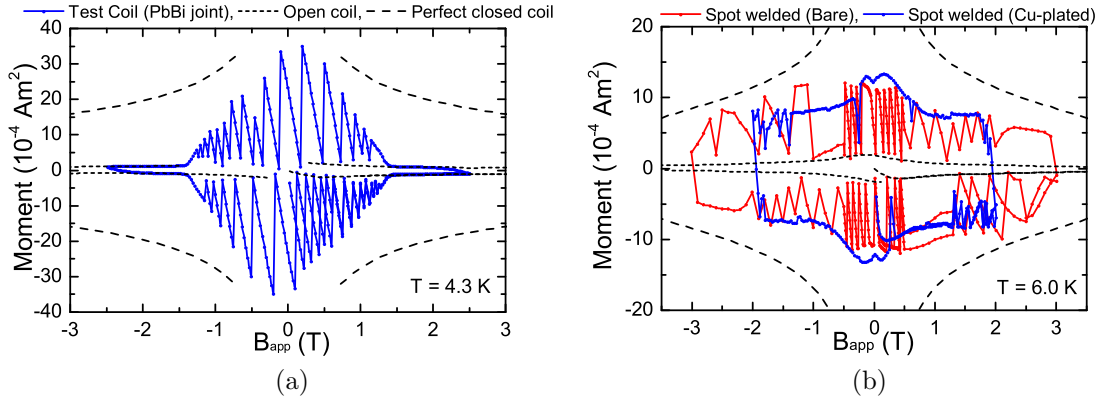 Test Coil (PbBi joint), Open coil, Perfect closed coil
Moment (10⁻⁴ Am²)
40
30
20
10
0
-10
-20
-30
-40
-3 -2 -1 0 1 2 3
T = 4.3 K
Bapp (T)
(a)
Spot welded (Bare), Spot welded (Cu-plated)
Moment (10⁻⁴ Am²)
20
10
0
-10
-20
-3 -2 -1 0 1 2 3
T = 6.0 K
Bapp (T)
(b)